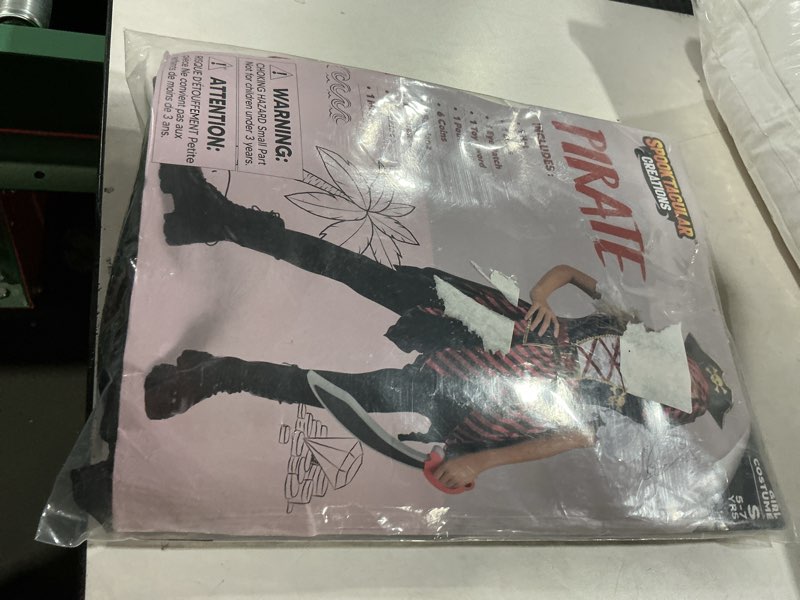 SPOOKTACULAR
CREATIONS
PIRATE
INCLUDES:
• 6 Coins
WARNING:
CHOKING HAZARD Small Part
Not for children under 3 years.
ATTENTION:
RISQUE D'ÉTOUFFEMENT Petite
pièce Ne convient pas aux
enfants de moins de 3 ans.
GIRL
COSTUME
S
5-7
YRS